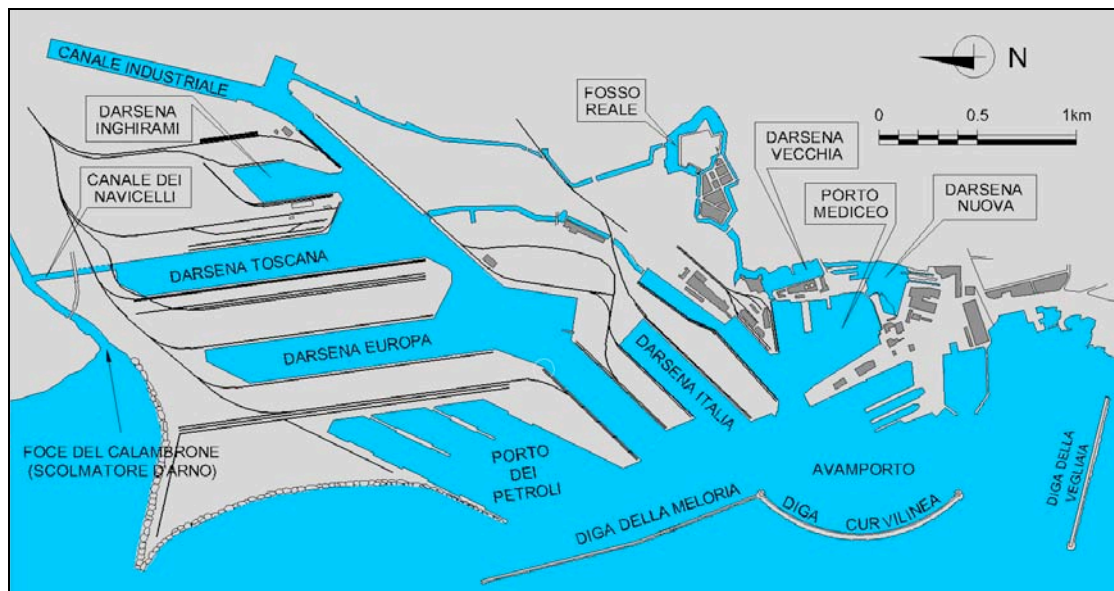 CANALE INDUSTRIALE
DARSENA
INGHIRAMI
CANALE DEI
NAVICELLI
FOSSO
REALE
DARSENA
VECCHIA
PORTO
MEDICEO
DARSENA
NUOVA
N
0 0.5 1km
DARSENA TOSCANA
DARSENA EUROPA
DARSENA ITALIA
FOCE DEL CALAMBRONE
(SCOLMATORE D'ARNO)
PORTO
DEI
PETROLI
AVAMPORTO
DIGA DELLA MELORIA
DIGA CURVILINEA
DIGA DELLA
VEGLIAIA